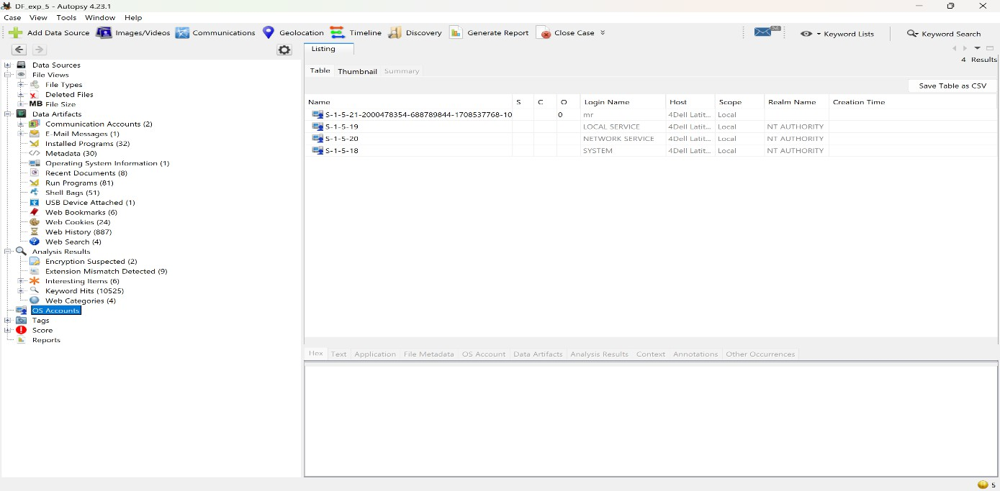 DF_exp_5 - Autopsy 4.23.1
Case View Tools Window Help
Add Data Source Images/Videos Communications Geolocation Timeline Discovery Generate Report Close Case Keyword Lists Keyword Search
Listing
4 Results
Table Thumbnail Summary
Save Table as CSV
Name S C O Login Name Host Scope Realm Name Creation Time
S-1-5-21-2000478354-688789844-1708537768-10 0 mr 4Dell Latit... Local
S-1-5-19 LOCAL SERVICE 4Dell Latit... Local NT AUTHORITY
S-1-5-20 NETWORK SERVICE 4Dell Latit... Local NT AUTHORITY
S-1-5-18 SYSTEM 4Dell Latit... Local NT AUTHORITY
Data Sources
File Views
File Types
Deleted Files
MB File Size
Data Artifacts
Communication Accounts (2)
E-Mail Messages (1)
Installed Programs (32)
Metadata (30)
Operating System Information (1)
Recent Documents (8)
Run Programs (81)
Shell Bags (51)
USB Device Attached (1)
Web Bookmarks (6)
Web Cookies (24)
Web History (887)
Web Search (4)
Analysis Results
Encryption Suspected (2)
Extension Mismatch Detected (9)
Interesting Items (6)
Keyword Hits (10525)
Web Categories (4)
OS Accounts
Tags
Score
Reports
Hex Text Application File Metadata OS Account Data Artifacts Analysis Results Context Annotations Other Occurrences
5